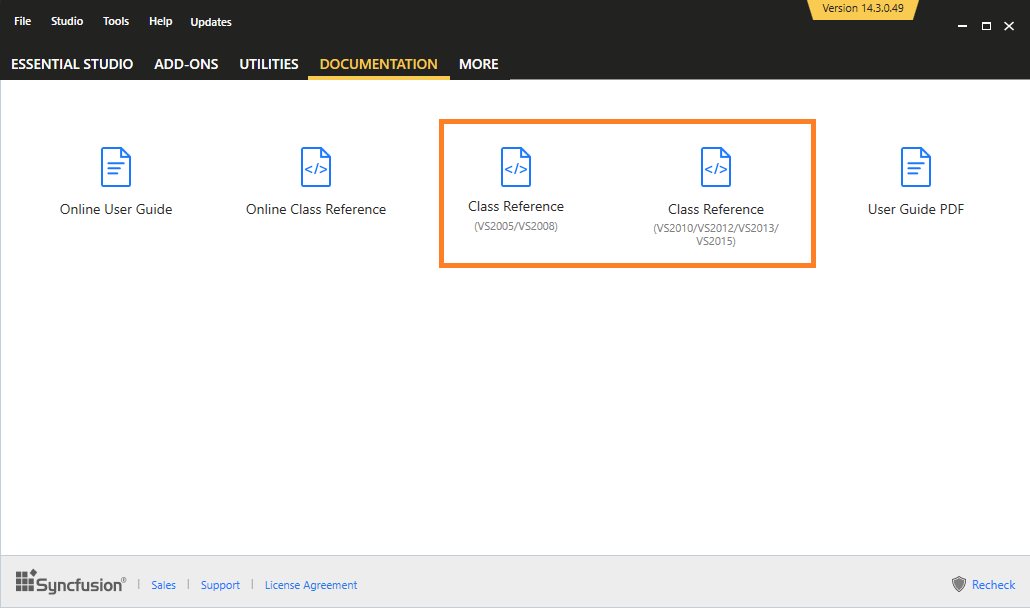 File Studio Tools Help Updates
Version 14.3.0.49
ESSENTIAL STUDIO ADD-ONS UTILITIES DOCUMENTATION MORE
</>
</>
</>
Online User Guide
Online Class Reference
Class Reference
(VS2005/VS2008)
Class Reference
(VS2010/VS2012/VS2013/
VS2015)
User Guide PDF
Syncfusion® | Sales | Support | License Agreement
Recheck